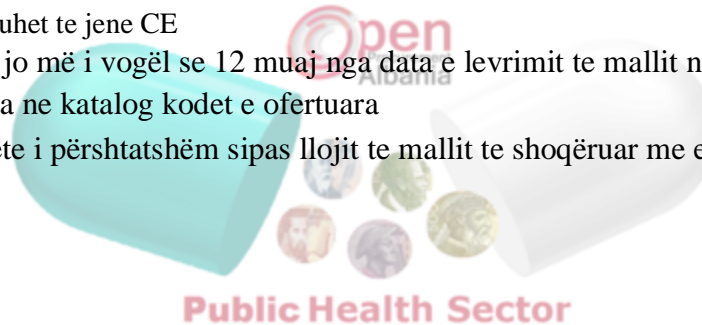 uhet te jene CE
Open
jo më i vogël se 12 muaj nga data e levrimit te mallit n
Albania
a ne katalog kodet e ofertuara
te i përshtatshëm sipas llojit te mallit te shoqëruar me e
Public Health Sector